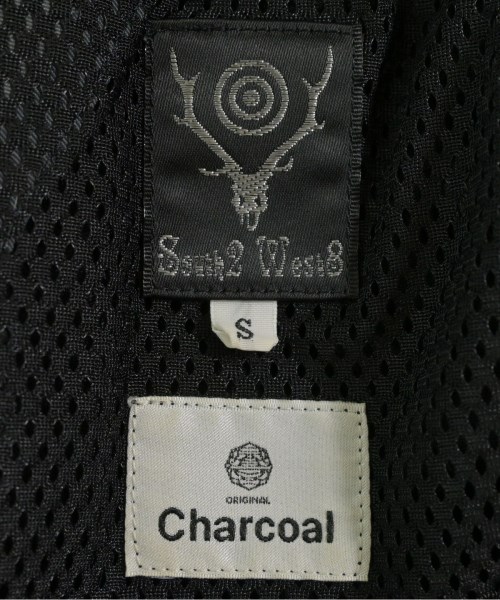 South2 West8
S
ORIGINAL
Charcoal